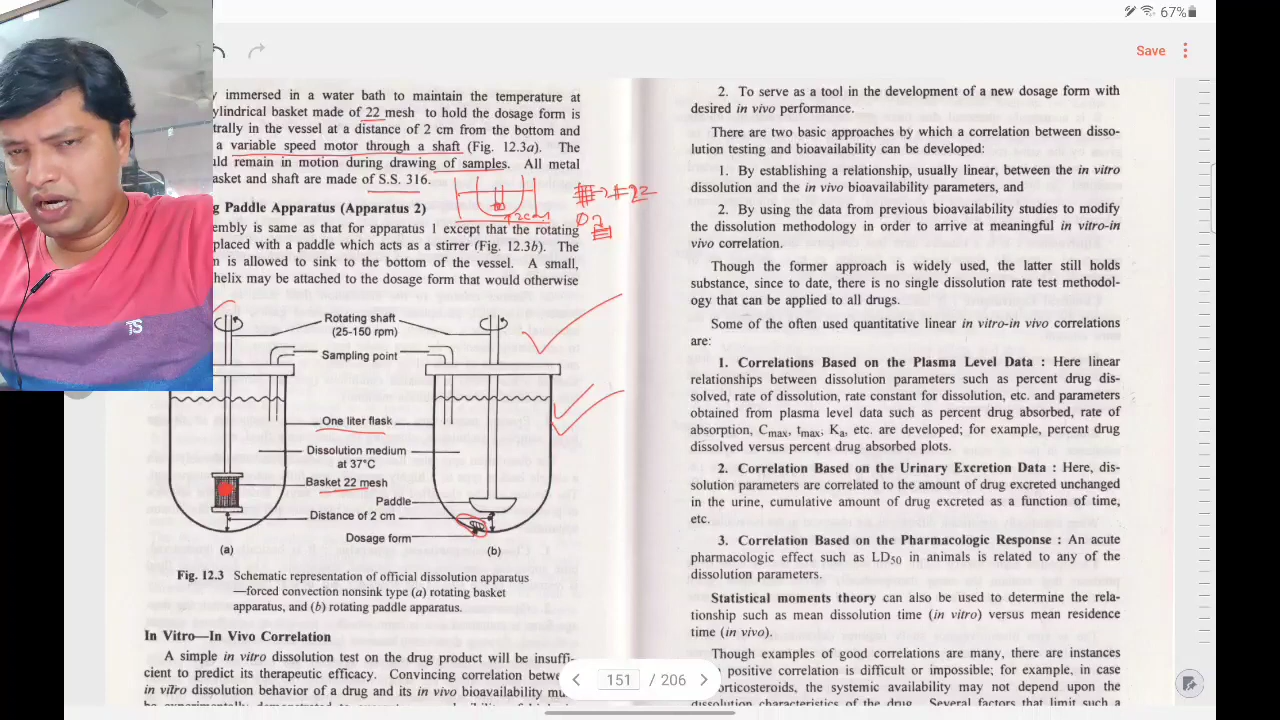 67%
Save
y immersed in a water bath to maintain the temperature at
ylindrical basket made of 22 mesh to hold the dosage form is
trally in the vessel at a distance of 2 cm from the bottom and
a variable speed motor through a shaft (Fig. 12.3a). The
uld remain in motion during drawing of samples. All metal
asket and shaft are made of S.S. 316.
g Paddle Apparatus (Apparatus 2)
embly is same as that for apparatus 1 except that the rotating
placed with a paddle which acts as a stirrer (Fig. 12.3b). The
n is allowed to sink to the bottom of the vessel. A small,
helix may be attached to the dosage form that would otherwise
2cm
#22
TS
Rotating shaft
(25-150 rpm)
Sampling point
One liter flask
Dissolution medium
at 37°C
Basket 22 mesh
Paddle
Distance of 2 cm
Dosage form
(a)
(b)
Fig. 12.3 Schematic representation of official dissolution apparatus
—forced convection nonsink type (a) rotating basket
apparatus, and (b) rotating paddle apparatus.
In Vitro—In Vivo Correlation
A simple in vitro dissolution test on the drug product will be insuffi-
cient to predict its therapeutic efficacy. Convincing correlation betwe
in vitro dissolution behavior of a drug and its in vivo bioavailability mu
2. To serve as a tool in the development of a new dosage form with
desired in vivo performance.
There are two basic approaches by which a correlation between disso-
lution testing and bioavailability can be developed:
1. By establishing a relationship, usually linear, between the in vitro
dissolution and the in vivo bioavailability parameters, and
2. By using the data from previous bioavailability studies to modify
the dissolution methodology in order to arrive at meaningful in vitro-in
vivo correlation.
Though the former approach is widely used, the latter still holds
substance, since to date, there is no single dissolution rate test methodol-
ogy that can be applied to all drugs.
Some of the often used quantitative linear in vitro-in vivo correlations
are:
1. Correlations Based on the Plasma Level Data : Here linear
relationships between dissolution parameters such as percent drug dis-
solved, rate of dissolution, rate constant for dissolution, etc. and parameters
obtained from plasma level data such as percent drug absorbed, rate of
absorption, Cmax, tmax, Ka, etc. are developed; for example, percent drug
dissolved versus percent drug absorbed plots.
2. Correlation Based on the Urinary Excretion Data : Here, dis-
solution parameters are correlated to the amount of drug excreted unchanged
in the urine, cumulative amount of drug excreted as a function of time,
etc.
3. Correlation Based on the Pharmacologic Response : An acute
pharmacologic effect such as LD50 in animals is related to any of the
dissolution parameters.
Statistical moments theory can also be used to determine the rela-
tionship such as mean dissolution time (in vitro) versus mean residence
time (in vivo).
Though examples of good correlations are many, there are instances
positive correlation is difficult or impossible; for example, in case
orticosteroids, the systemic availability may not depend upon the
dissolution characteristics of the drug. Several factors that limit such a
151 / 206